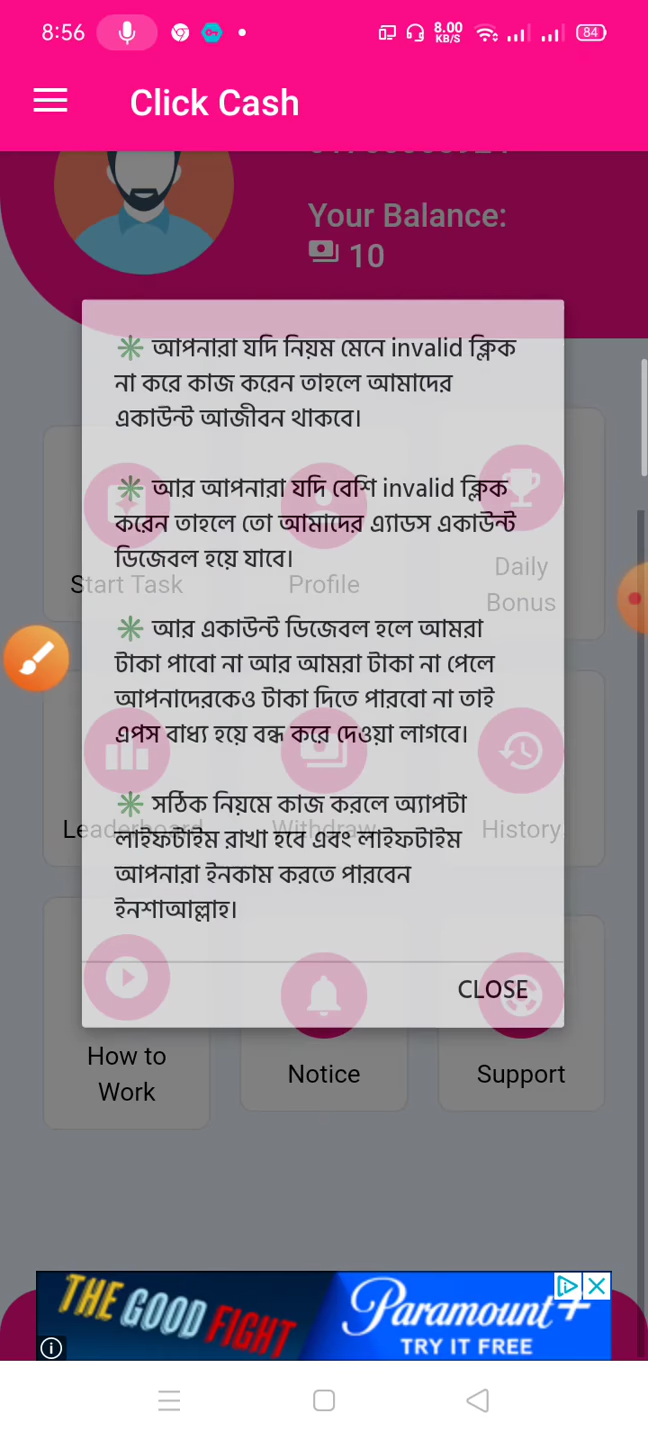 8:56
8.00
KB/S
84
Click Cash
Your Balance:
10
✳️ আপনারা যদি নিয়ম মেনে invalid ক্লিক
না করে কাজ করেন তাহলে আমাদের
একাউন্ট আজীবন থাকবে।
✳️ আর আপনারা যদি বেশি invalid ক্লিক
করেন তাহলে তো আমাদের এ্যাডস একাউন্ট
ডিজেবল হয়ে যাবে।
✳️ আর একাউন্ট ডিজেবল হলে আমরা
টাকা পাবো না আর আমরা টাকা না পেলে
আপনাদেরকেও টাকা দিতে পারবো না তাই
এপস বাধ্য হয়ে বন্ধ করে দেওয়া লাগবে।
✳️ সঠিক নিয়মে কাজ করলে অ্যাপটা
লাইফটাইম রাখা হবে এবং লাইফটাইম
আপনারা ইনকাম করতে পারবেন
ইনশাআল্লাহ।
CLOSE
Start Task
Profile
Daily
Bonus
Leaderboard
Withdraw
History
How to
Work
Notice
Support
THE GOOD FIGHT
Paramount+
TRY IT FREE